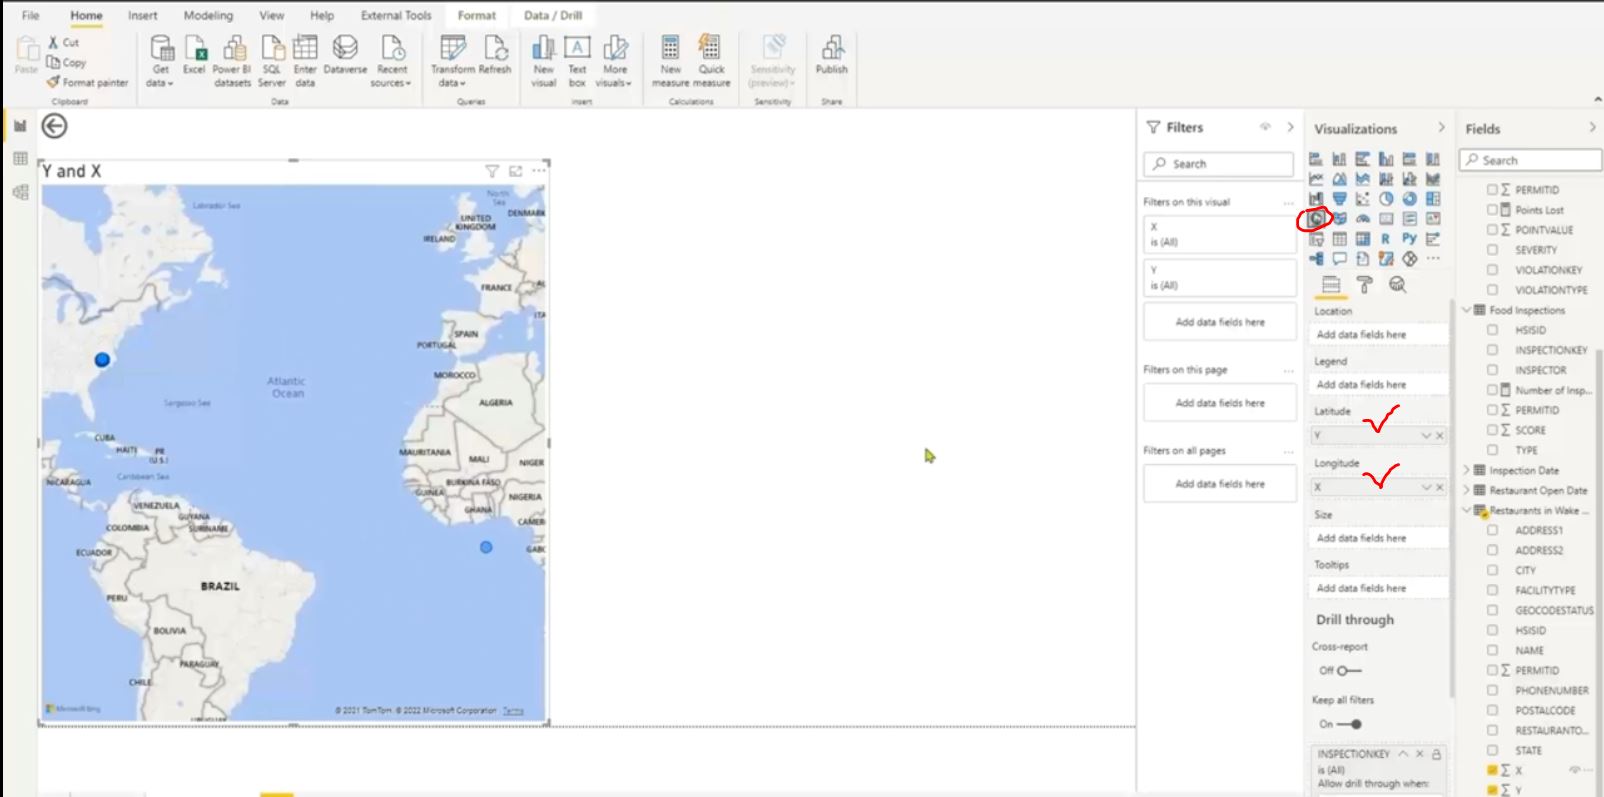 File Home Insert Modeling View Help External Tools Format Data / Drill
Paste
Cut
Copy
Format painter
Clipboard
Get data
Excel
Power BI datasets
SQL Server
Enter data
Dataverse
Recent sources
Data
Transform data
Refresh
Queries
New visual
Text box
More visuals
Insert
New measure
Quick measure
Calculations
Sensitivity (preview)
Sensitivity
Publish
Share
Y and X
Labrador Sea
North Sea
UNITED KINGDOM
DENMARK
IRELAND
FRANCE
ITA
SPAIN
PORTUGAL
MOROCCO
Atlantic Ocean
ALGERIA
Sargasso Sea
CUBA
HAITI
PR (U.S.)
MAURITANIA
MALI
NIGER
Caribbean Sea
NICARAGUA
BURKINA FASO
GUINEA
NIGERIA
GHANA
VENEZUELA
GUYANA
SURINAME
COLOMBIA
CAMER
ECUADOR
GABO
BRAZIL
PERU
BOLIVIA
PARAGUAY
CHILE
URUGUAY
Microsoft Bing
© 2021 TomTom, © 2022 Microsoft Corporation Terms
Filters
Search
Filters on this visual ...
X
is (All)
Y
is (All)
Add data fields here
Filters on this page ...
Add data fields here
Filters on all pages ...
Add data fields here
Visualizations
R Py
...
Location
Add data fields here
Legend
Add data fields here
Latitude
Y
Longitude
X
Size
Add data fields here
Tooltips
Add data fields here
Drill through
Cross-report
Off
Keep all filters
On
INSPECTIONKEY
is (All)
Allow drill through when:
Fields
Search
Σ PERMITID
Points Lost
Σ POINTVALUE
SEVERITY
VIOLATIONKEY
VIOLATIONTYPE
Food Inspections
HSISID
INSPECTIONKEY
INSPECTOR
Number of Insp...
Σ PERMITID
Σ SCORE
TYPE
Inspection Date
Restaurant Open Date
Restaurants in Wake ...
ADDRESS1
ADDRESS2
CITY
FACILITYTYPE
GEOCODESTATUS
HSISID
NAME
Σ PERMITID
PHONENUMBER
POSTALCODE
RESTAURANTO...
STATE
Σ X
Σ Y